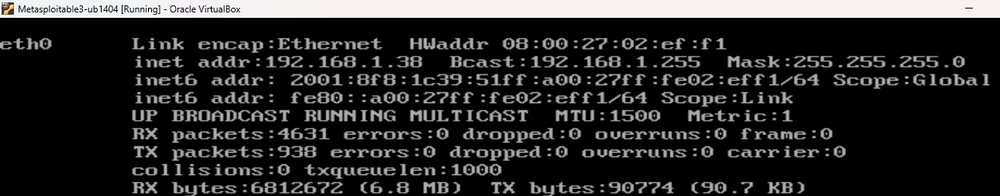 Metasploitable3-ub1404 [Running] - Oracle VirtualBox
eth0 Link encap:Ethernet HWaddr 08:00:27:02:ef:f1
inet addr:192.168.1.38 Bcast:192.168.1.255 Mask:255.255.255.0
inet6 addr: 2001:8f8:1c39:51ff:a00:27ff:fe02:eff1/64 Scope:Global
inet6 addr: fe80::a00:27ff:fe02:eff1/64 Scope:Link
UP BROADCAST RUNNING MULTICAST MTU:1500 Metric:1
RX packets:4631 errors:0 dropped:0 overruns:0 frame:0
TX packets:938 errors:0 dropped:0 overruns:0 carrier:0
collisions:0 txqueuelen:1000
RX bytes:6812672 (6.8 MB) TX bytes:90774 (90.7 KB)